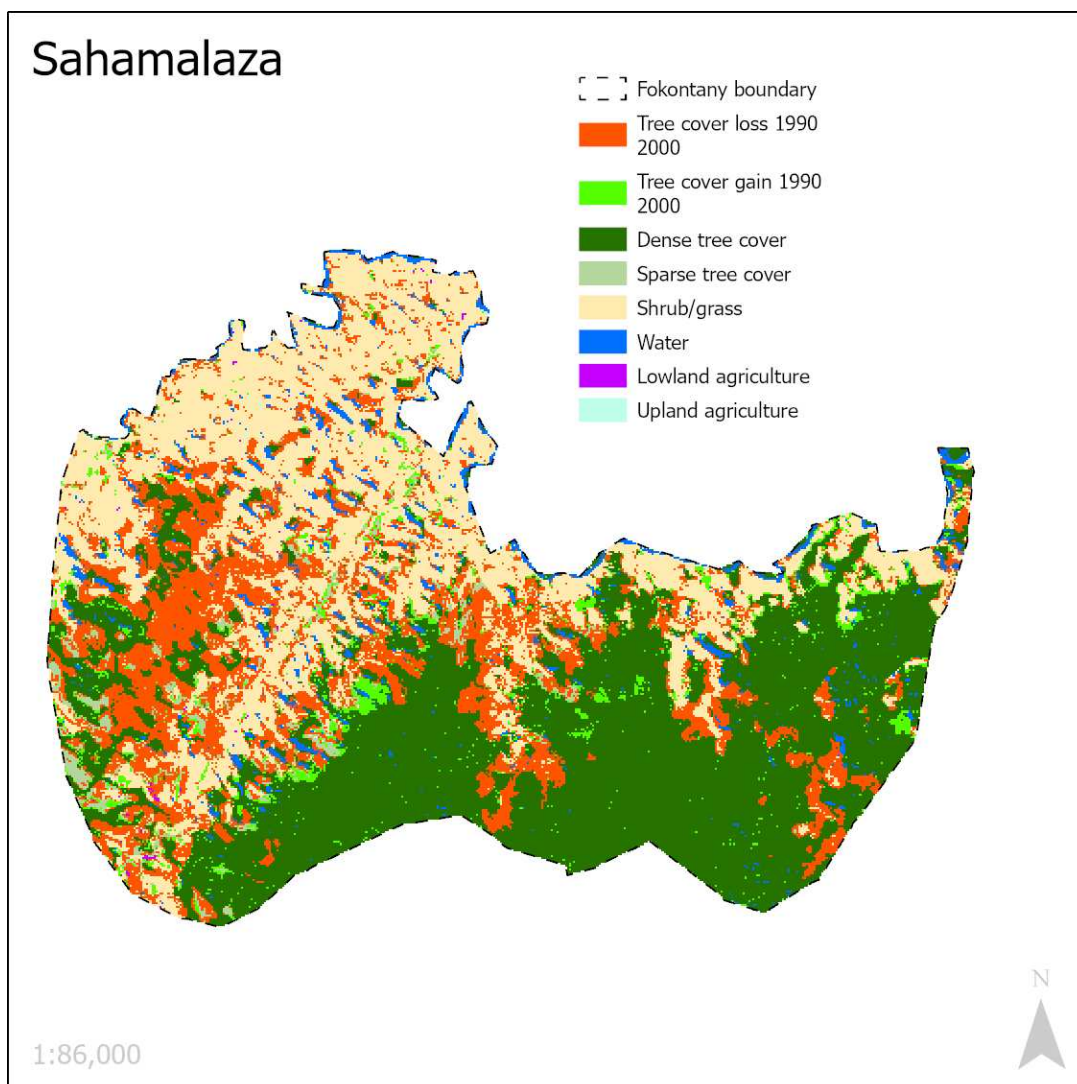 Sahamalaza
Fokontany boundary
Tree cover loss 1990
2000
Tree cover gain 1990
2000
Dense tree cover
Sparse tree cover
Shrub/grass
Water
Lowland agriculture
Upland agriculture
N
1:86,000